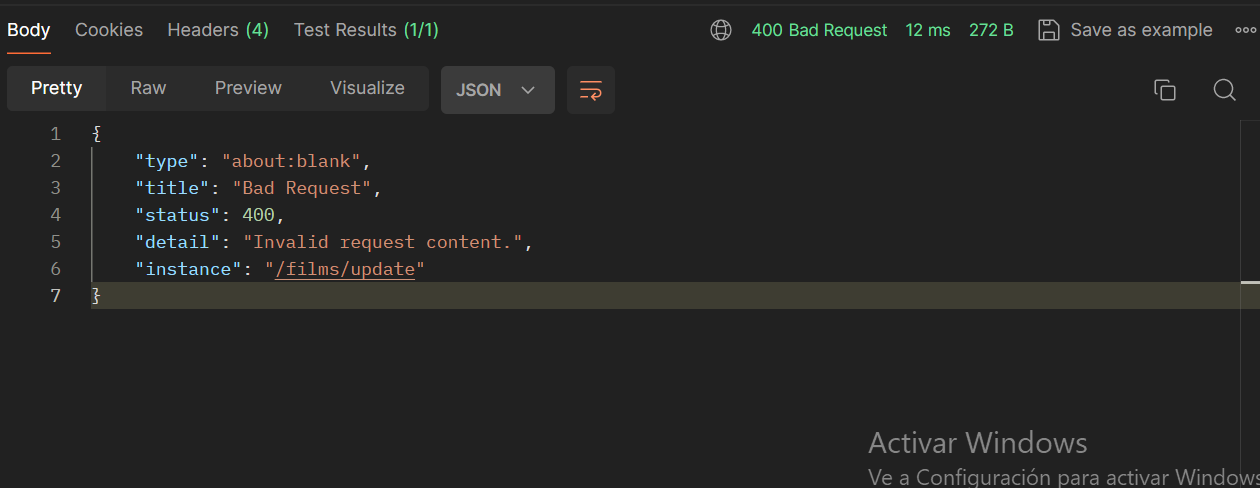 Body Cookies Headers (4) Test Results (1/1) 400 Bad Request 12 ms 272 B Save as example
Pretty Raw Preview Visualize JSON
1 {
2 "type": "about:blank",
3 "title": "Bad Request",
4 "status": 400,
5 "detail": "Invalid request content.",
6 "instance": "/films/update"
7 }
Activar Windows
Ve a Configuración para activar Windows